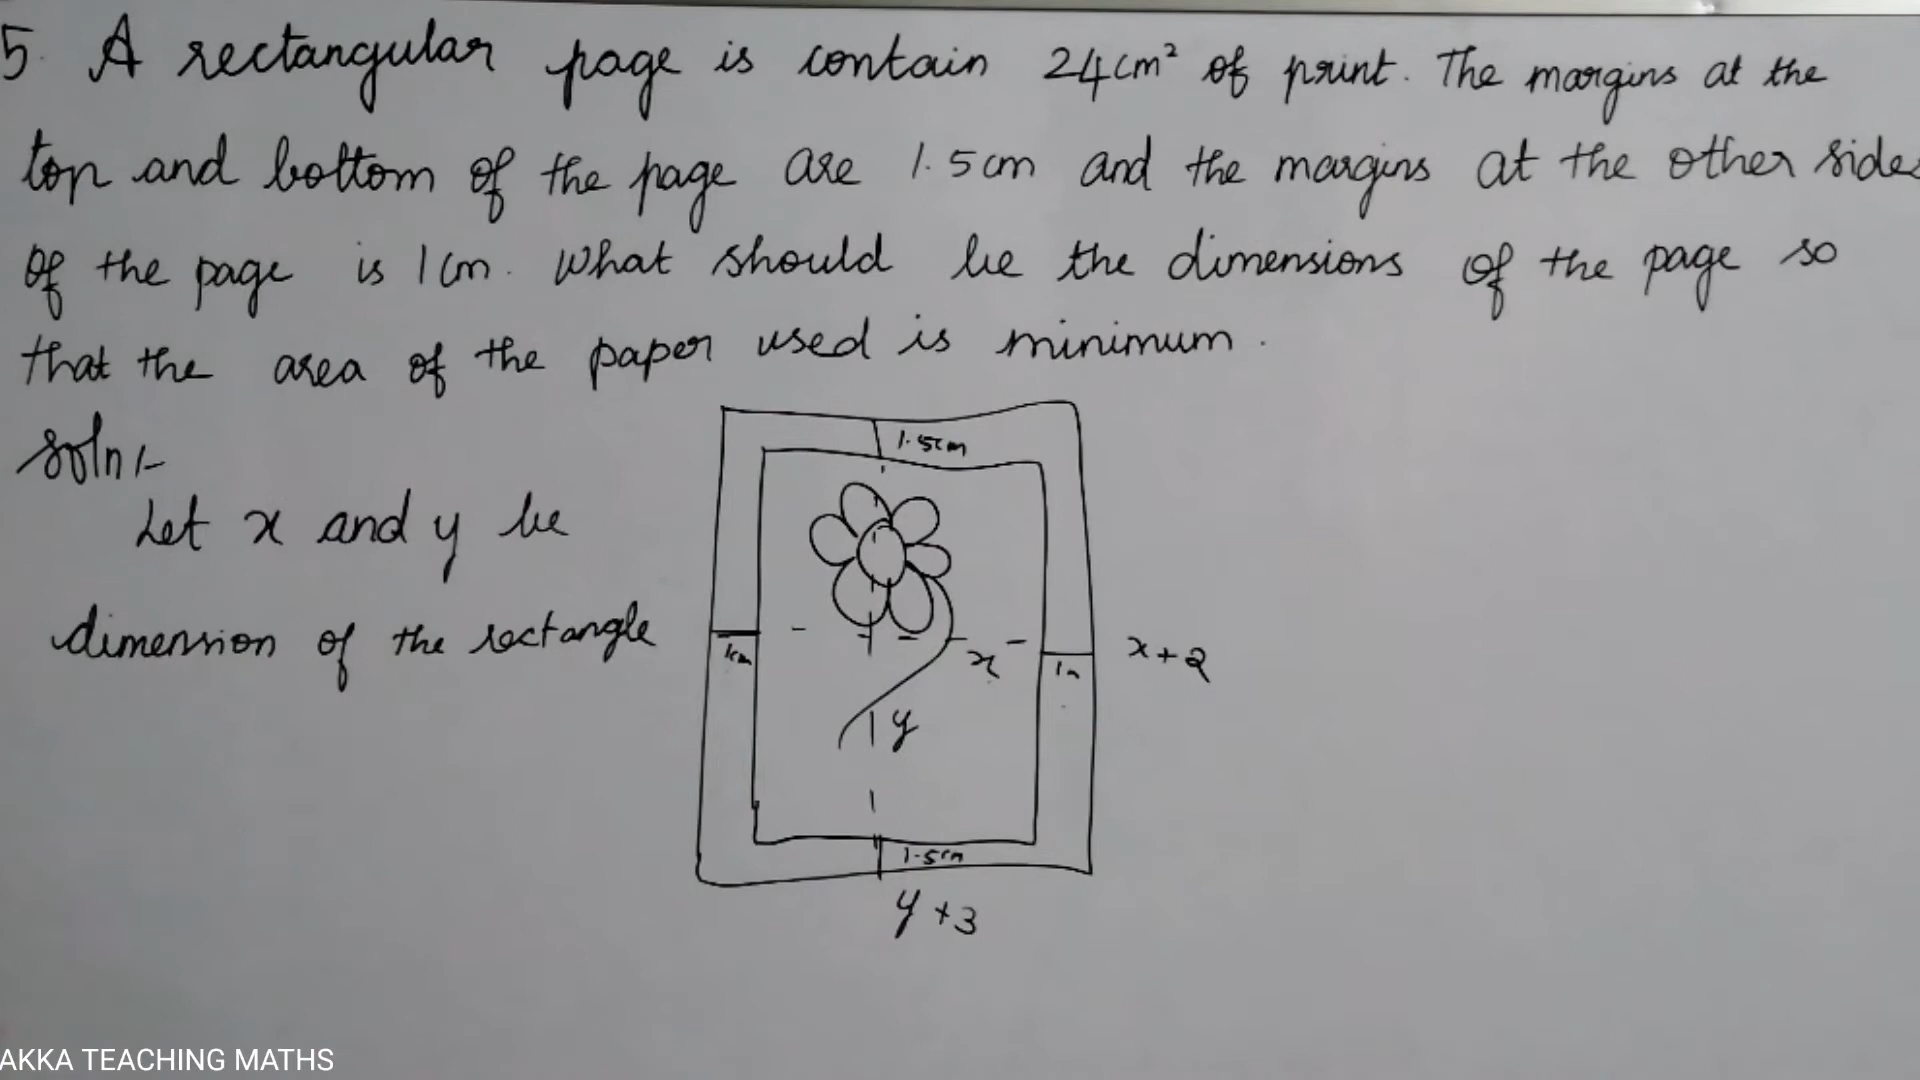 5. A rectangular page is contain 24cm² of print. The margins at the
top and bottom of the page are 1.5cm and the margins at the other sides
of the page is 1cm. What should be the dimensions of the page so
that the area of the paper used is minimum.
Soln:-
1.5cm
Let x and y be
dimension of the rectangle
1cm
x
1m
x+2
y
1.5cm
y+3
AKKA TEACHING MATHS